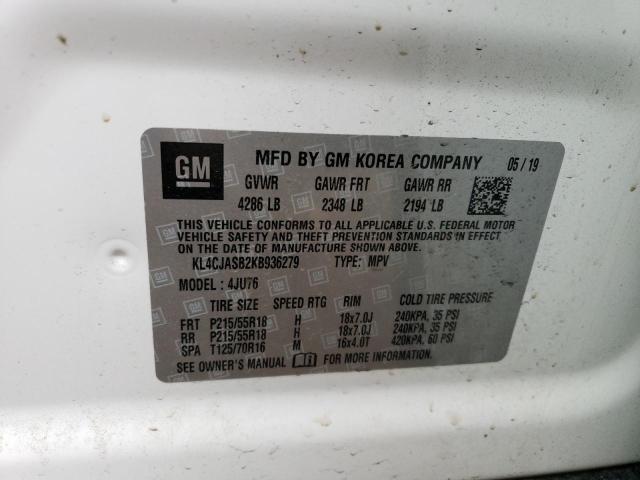 GM MFD BY GM KOREA COMPANY 05/19
GVWR GAWR FRT GAWR RR
4286 LB 2348 LB 2194 LB
THIS VEHICLE CONFORMS TO ALL APPLICABLE U.S. FEDERAL MOTOR
VEHICLE SAFETY AND THEFT PREVENTION STANDARDS IN EFFECT
ON THE DATE OF MANUFACTURE SHOWN ABOVE.
KL4CJASB2KB936279 TYPE: MPV
MODEL: 4JU76
TIRE SIZE SPEED RTG RIM COLD TIRE PRESSURE
FRT P215/55R18 H 18x7.0J 240KPA, 35 PSI
RR P215/55R18 H 18x7.0J 240KPA, 35 PSI
SPA T125/70R16 M 16x4.0T 420KPA, 60 PSI
SEE OWNER'S MANUAL FOR MORE INFORMATION.